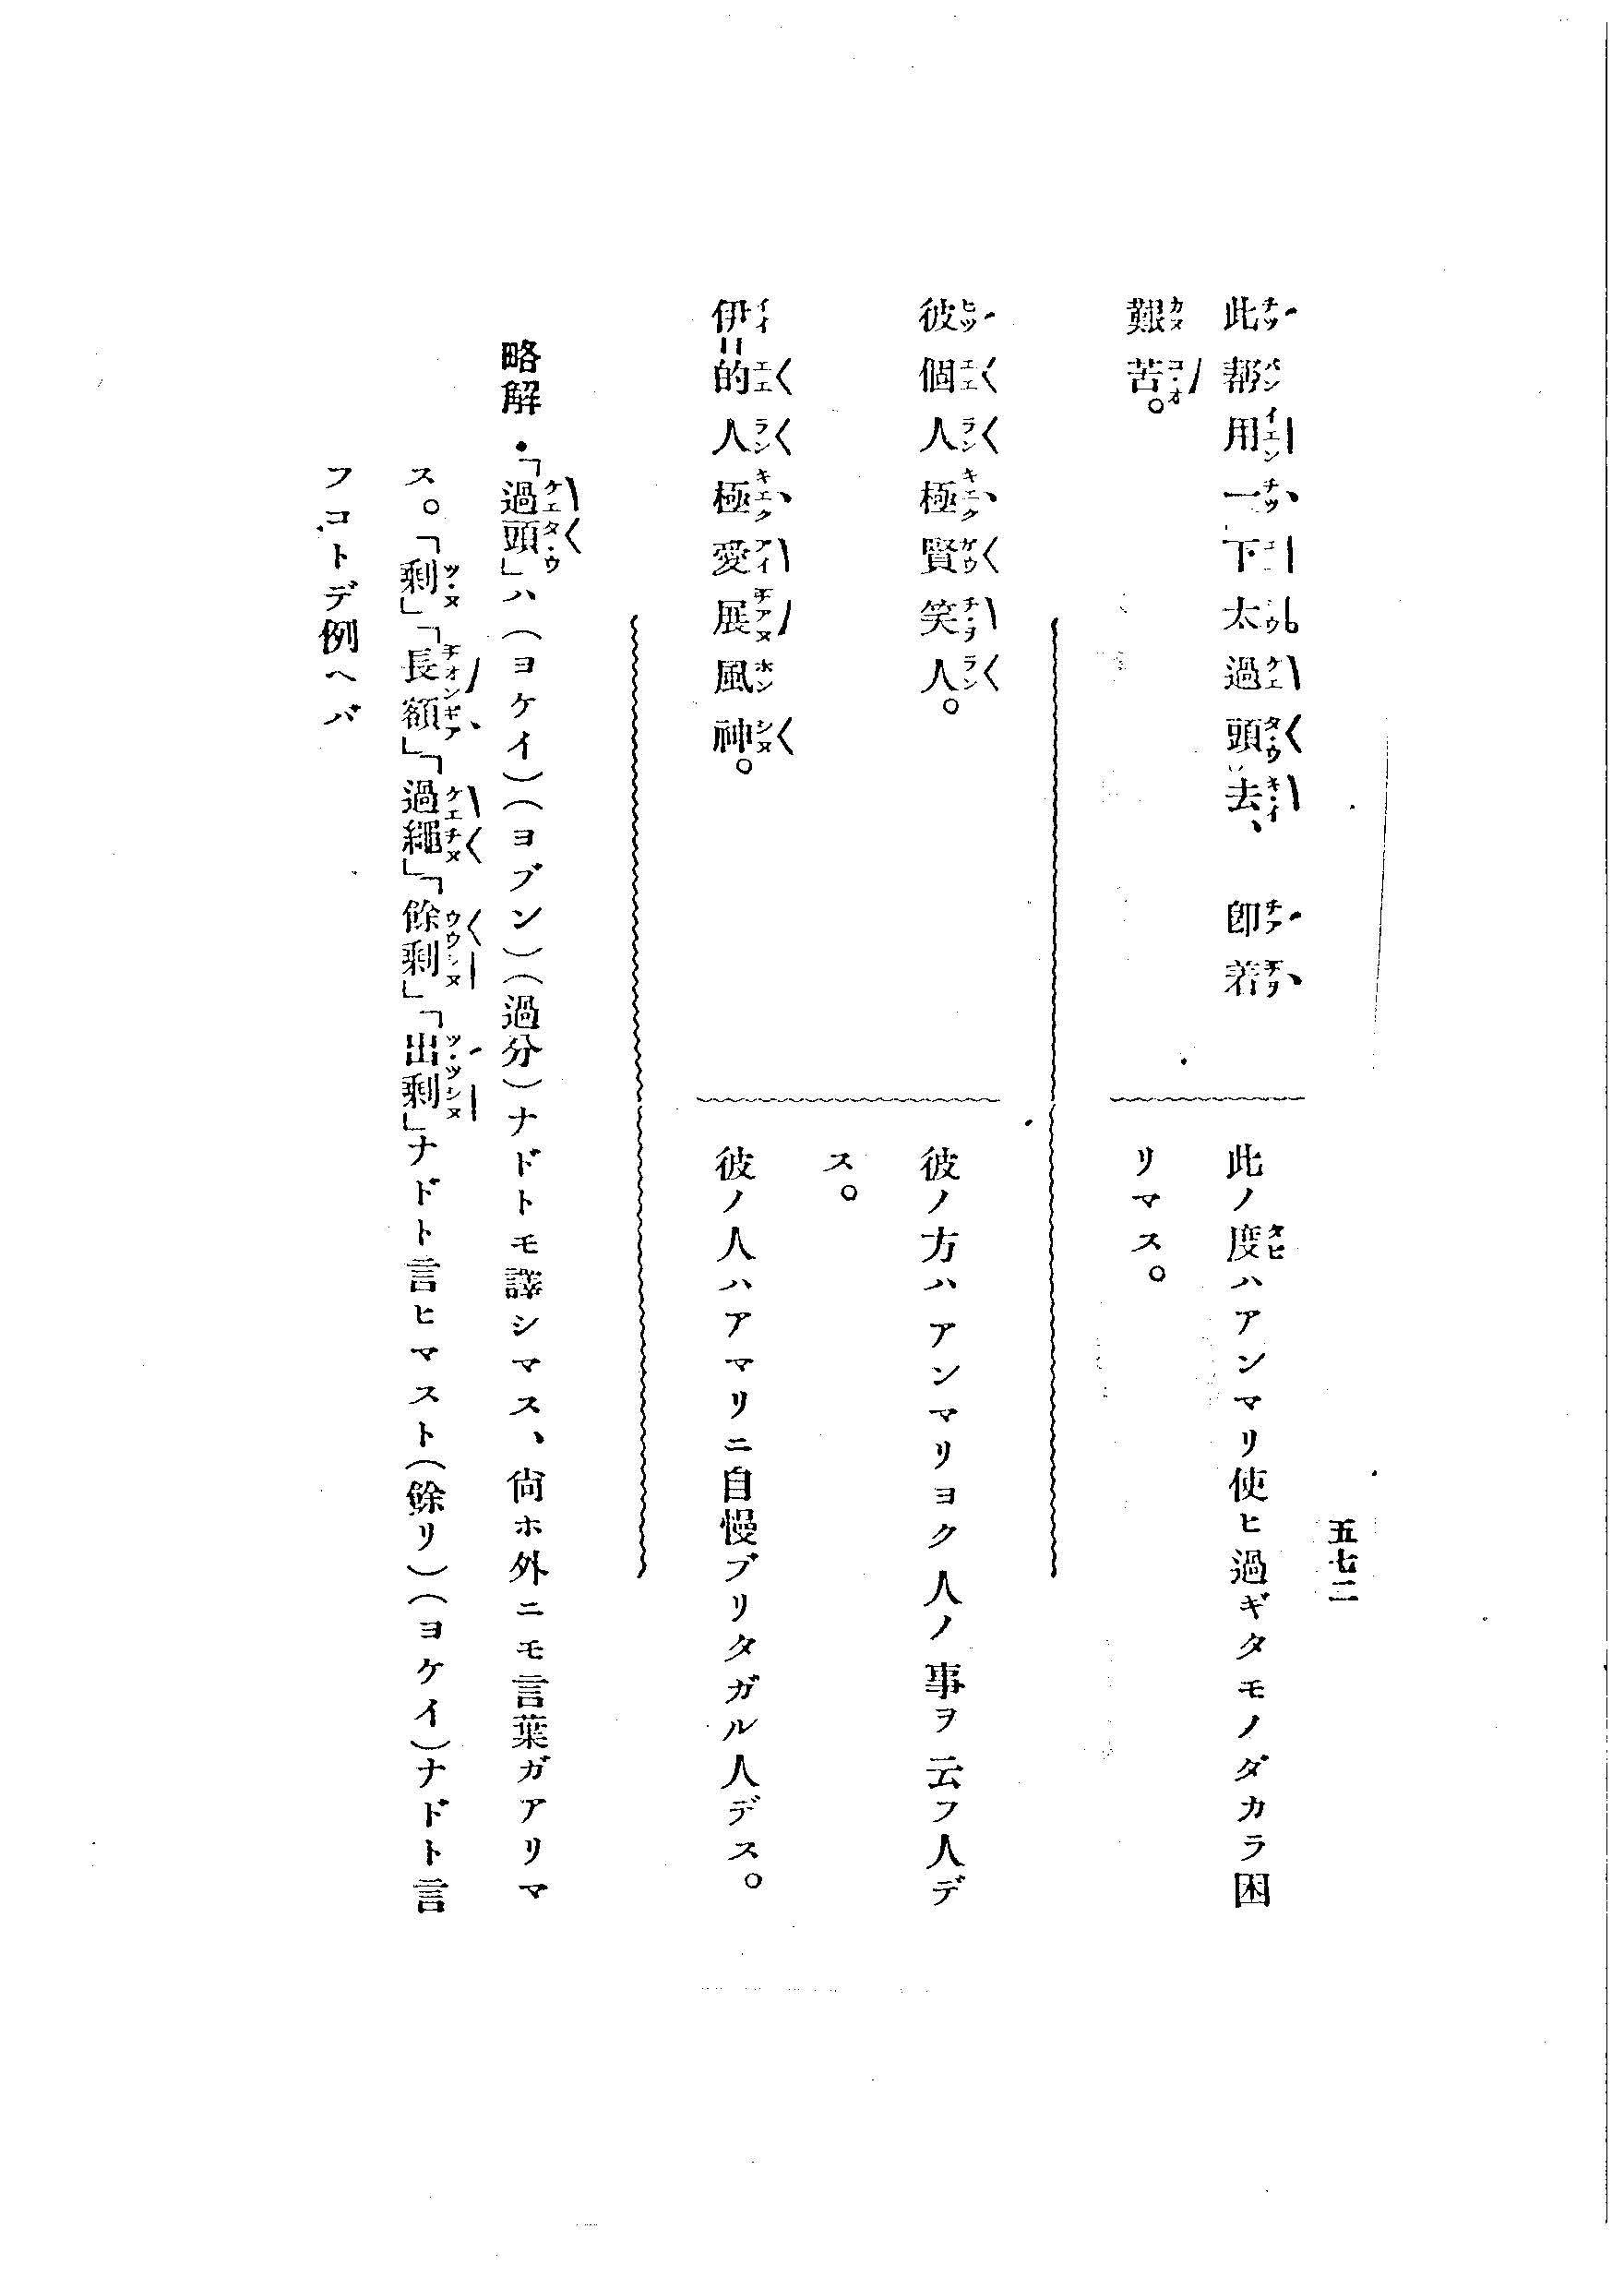 五七二
此幇用一下太過頭去、即若
艱苦。
此ノ度ハアンマリ使ヒ過ギタモノダカラ困
リマス。
彼個人極賢笑人。
彼ノ方ハアンマリヨク人ノ事ヲ云フ人デ
ス。
伊的人極愛展風神。
彼ノ人ハアマリニ自慢ブリタガル人デス。
略解・「過頭」ハ(ヨケイ)(ヨブン)(過分)ナドトモ譯シマス、尙ホ外ニモ言葉ガアリマ
ス。「剩」「長額」「過繩」「餘剩」「出剩」ナドト言ヒマスト(餘リ)(ヨケイ)ナドト言
フコトデ例ヘバ